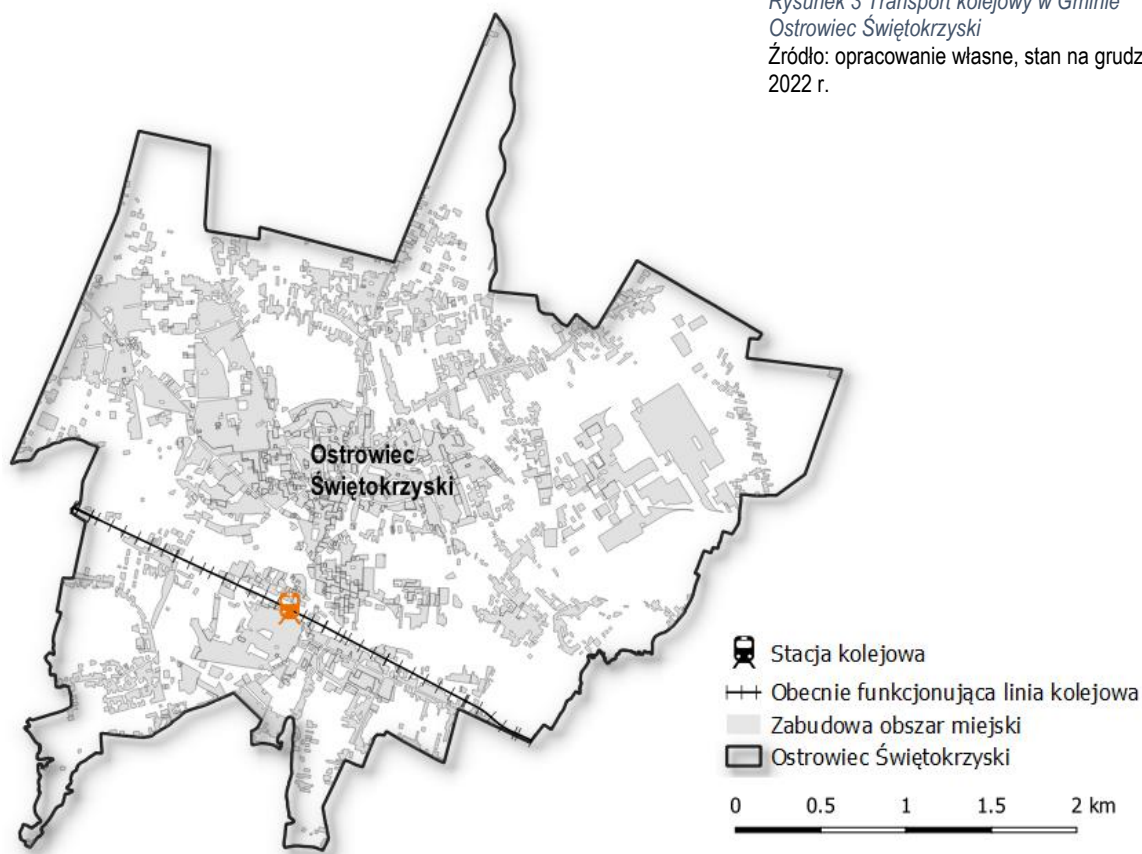 Rysunek 3 Transport kolejowy w Gminie
Ostrowiec Świętokrzyski
Źródło: opracowanie własne, stan na grudz
2022 r.
Ostrowiec
Świętokrzyski
Stacja kolejowa
Obecnie funkcjonująca linia kolejowa
Zabudowa obszar miejski
Ostrowiec Świętokrzyski
0 0.5 1 1.5 2 km